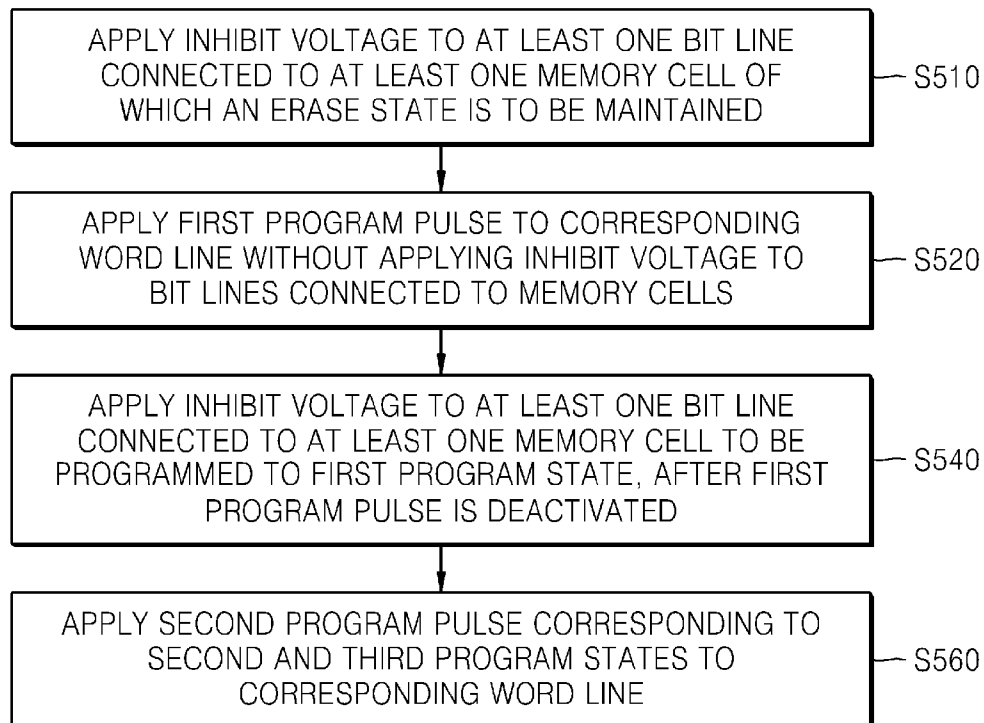 APPLY INHIBIT VOLTAGE TO AT LEAST ONE BIT LINE
CONNECTED TO AT LEAST ONE MEMORY CELL OF
WHICH AN ERASE STATE IS TO BE MAINTAINED
S510
APPLY FIRST PROGRAM PULSE TO CORRESPONDING
WORD LINE WITHOUT APPLYING INHIBIT VOLTAGE TO
BIT LINES CONNECTED TO MEMORY CELLS
S520
APPLY INHIBIT VOLTAGE TO AT LEAST ONE BIT LINE
CONNECTED TO AT LEAST ONE MEMORY CELL TO BE
PROGRAMMED TO FIRST PROGRAM STATE, AFTER FIRST
PROGRAM PULSE IS DEACTIVATED
S540
APPLY SECOND PROGRAM PULSE CORRESPONDING TO
SECOND AND THIRD PROGRAM STATES TO
CORRESPONDING WORD LINE
S560